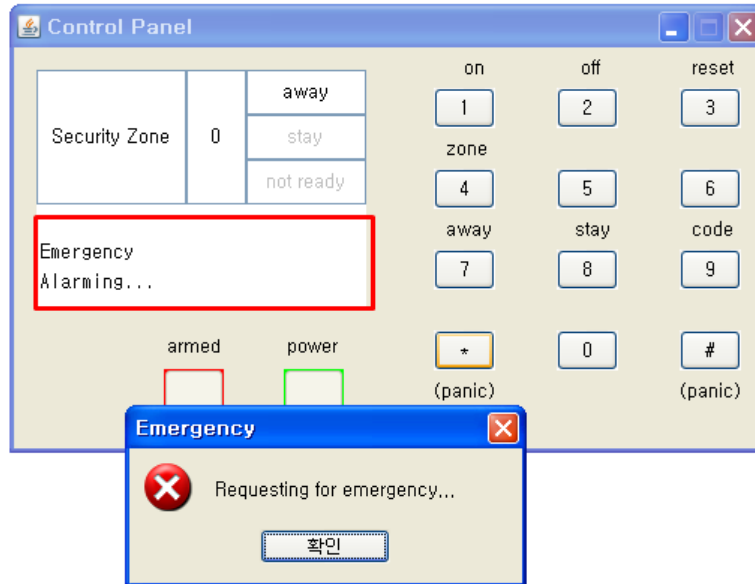 Control Panel
Security Zone
0
away
stay
not ready
Emergency
Alarming...
armed
power
on
off
reset
1
2
3
zone
4
5
6
away
stay
code
7
8
9
*
0
#
(panic)
(panic)
Emergency
Requesting for emergency...
확인